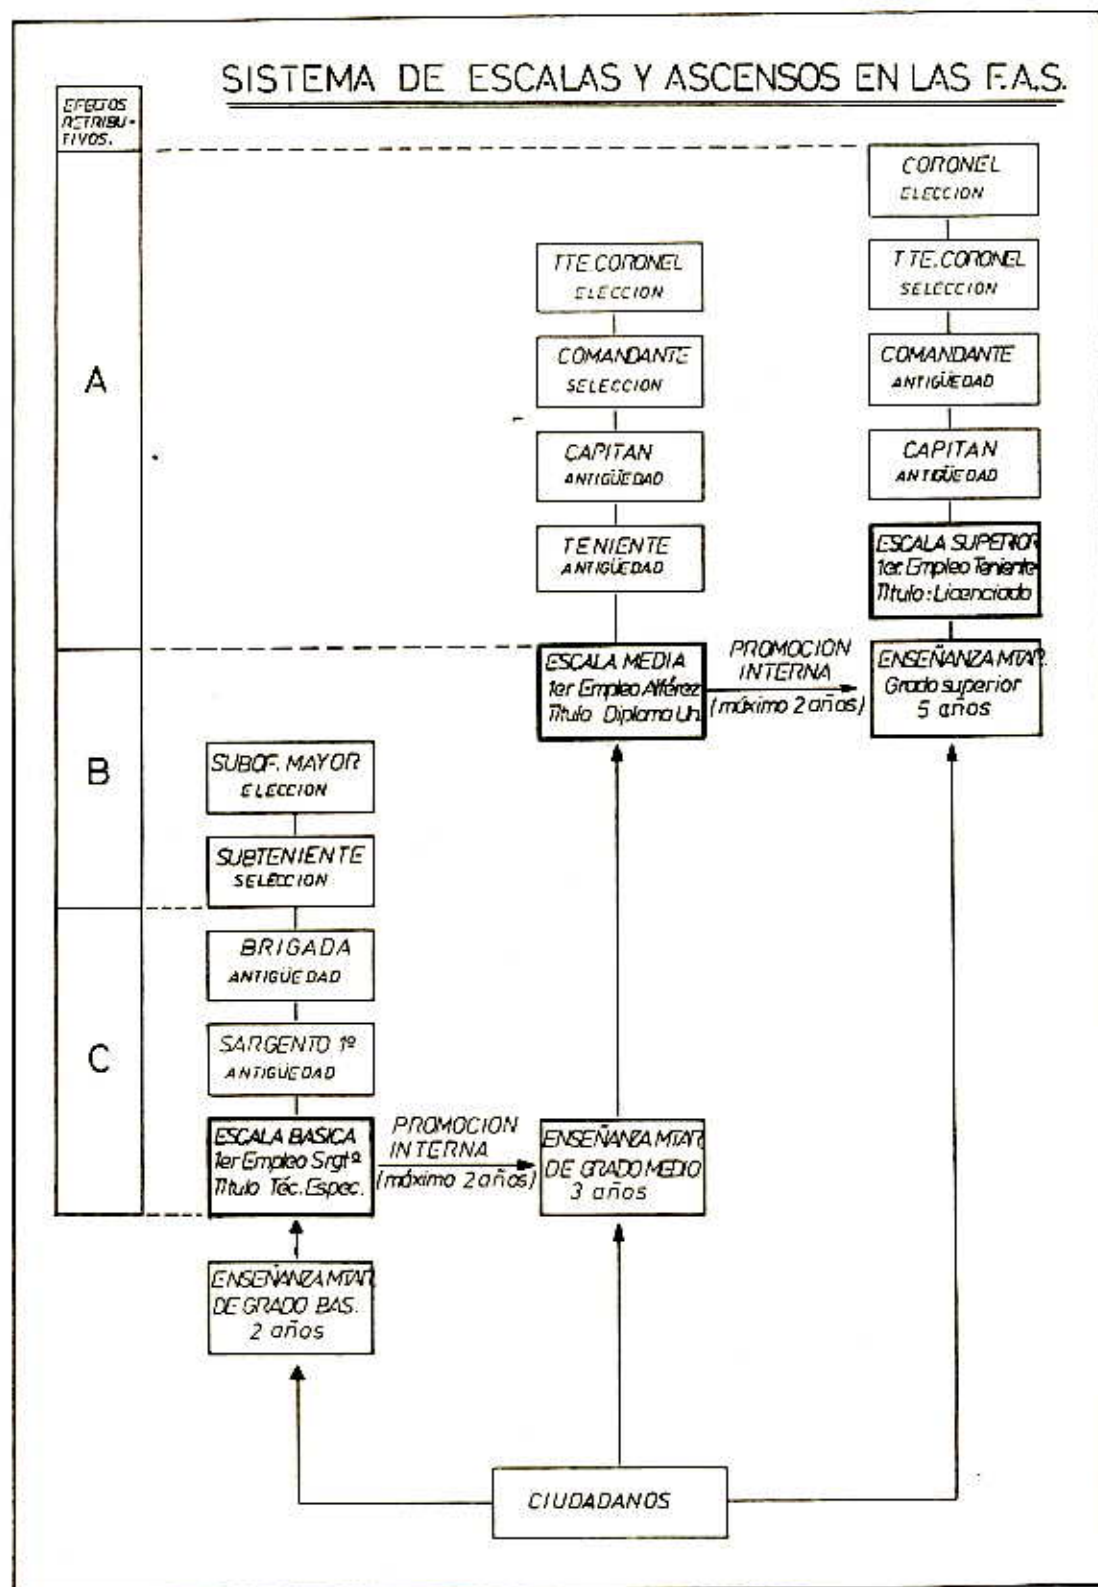 SISTEMA DE ESCALAS Y ASCENSOS EN LAS F.A.S.
EFECTOS
RETRIBU-
TIVOS.
A
B
C
CORONEL
ELECCION
TTE.CORONEL
SELECCION
COMANDANTE
ANTIGÜEDAD
CAPITAN
ANTIGÜEDAD
ESCALA SUPERIOR
1er. Empleo Teniente
Titulo: Licenciado
ENSEÑANZA MTAR.
Grado superior
5 años
TTE.CORONEL
ELECCION
COMANDANTE
SELECCION
CAPITAN
ANTIGÜEDAD
TENIENTE
ANTIGÜEDAD
ESCALA MEDIA
1er Empleo Alférez
Titulo Diploma Un.
PROMOCION
INTERNA
(máximo 2 años)
SUBOF. MAYOR
ELECCION
SUBTENIENTE
SELECCION
BRIGADA
ANTIGÜEDAD
SARGENTO 1º
ANTIGÜEDAD
ESCALA BASICA
1er Empleo Srgtº
Titulo Téc. Espec.
PROMOCION
INTERNA
(máximo 2 años)
ENSEÑANZA MTAR.
DE GRADO MEDIO
3 años
ENSEÑANZA MTAR
DE GRADO BAS.
2 años
CIUDADANOS